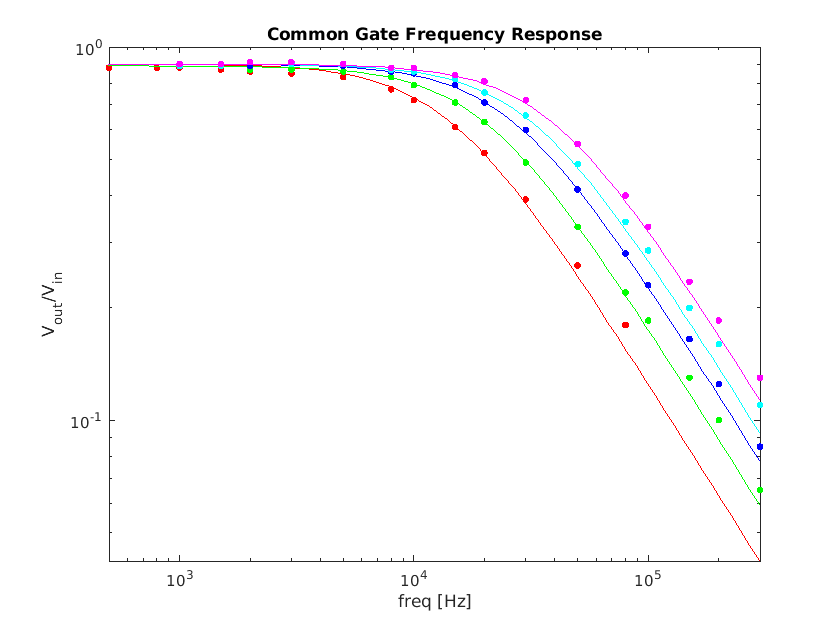 Common Gate Frequency Response
10^0
10^-1
V_out/V_in
10^3
10^4
10^5
freq [Hz]